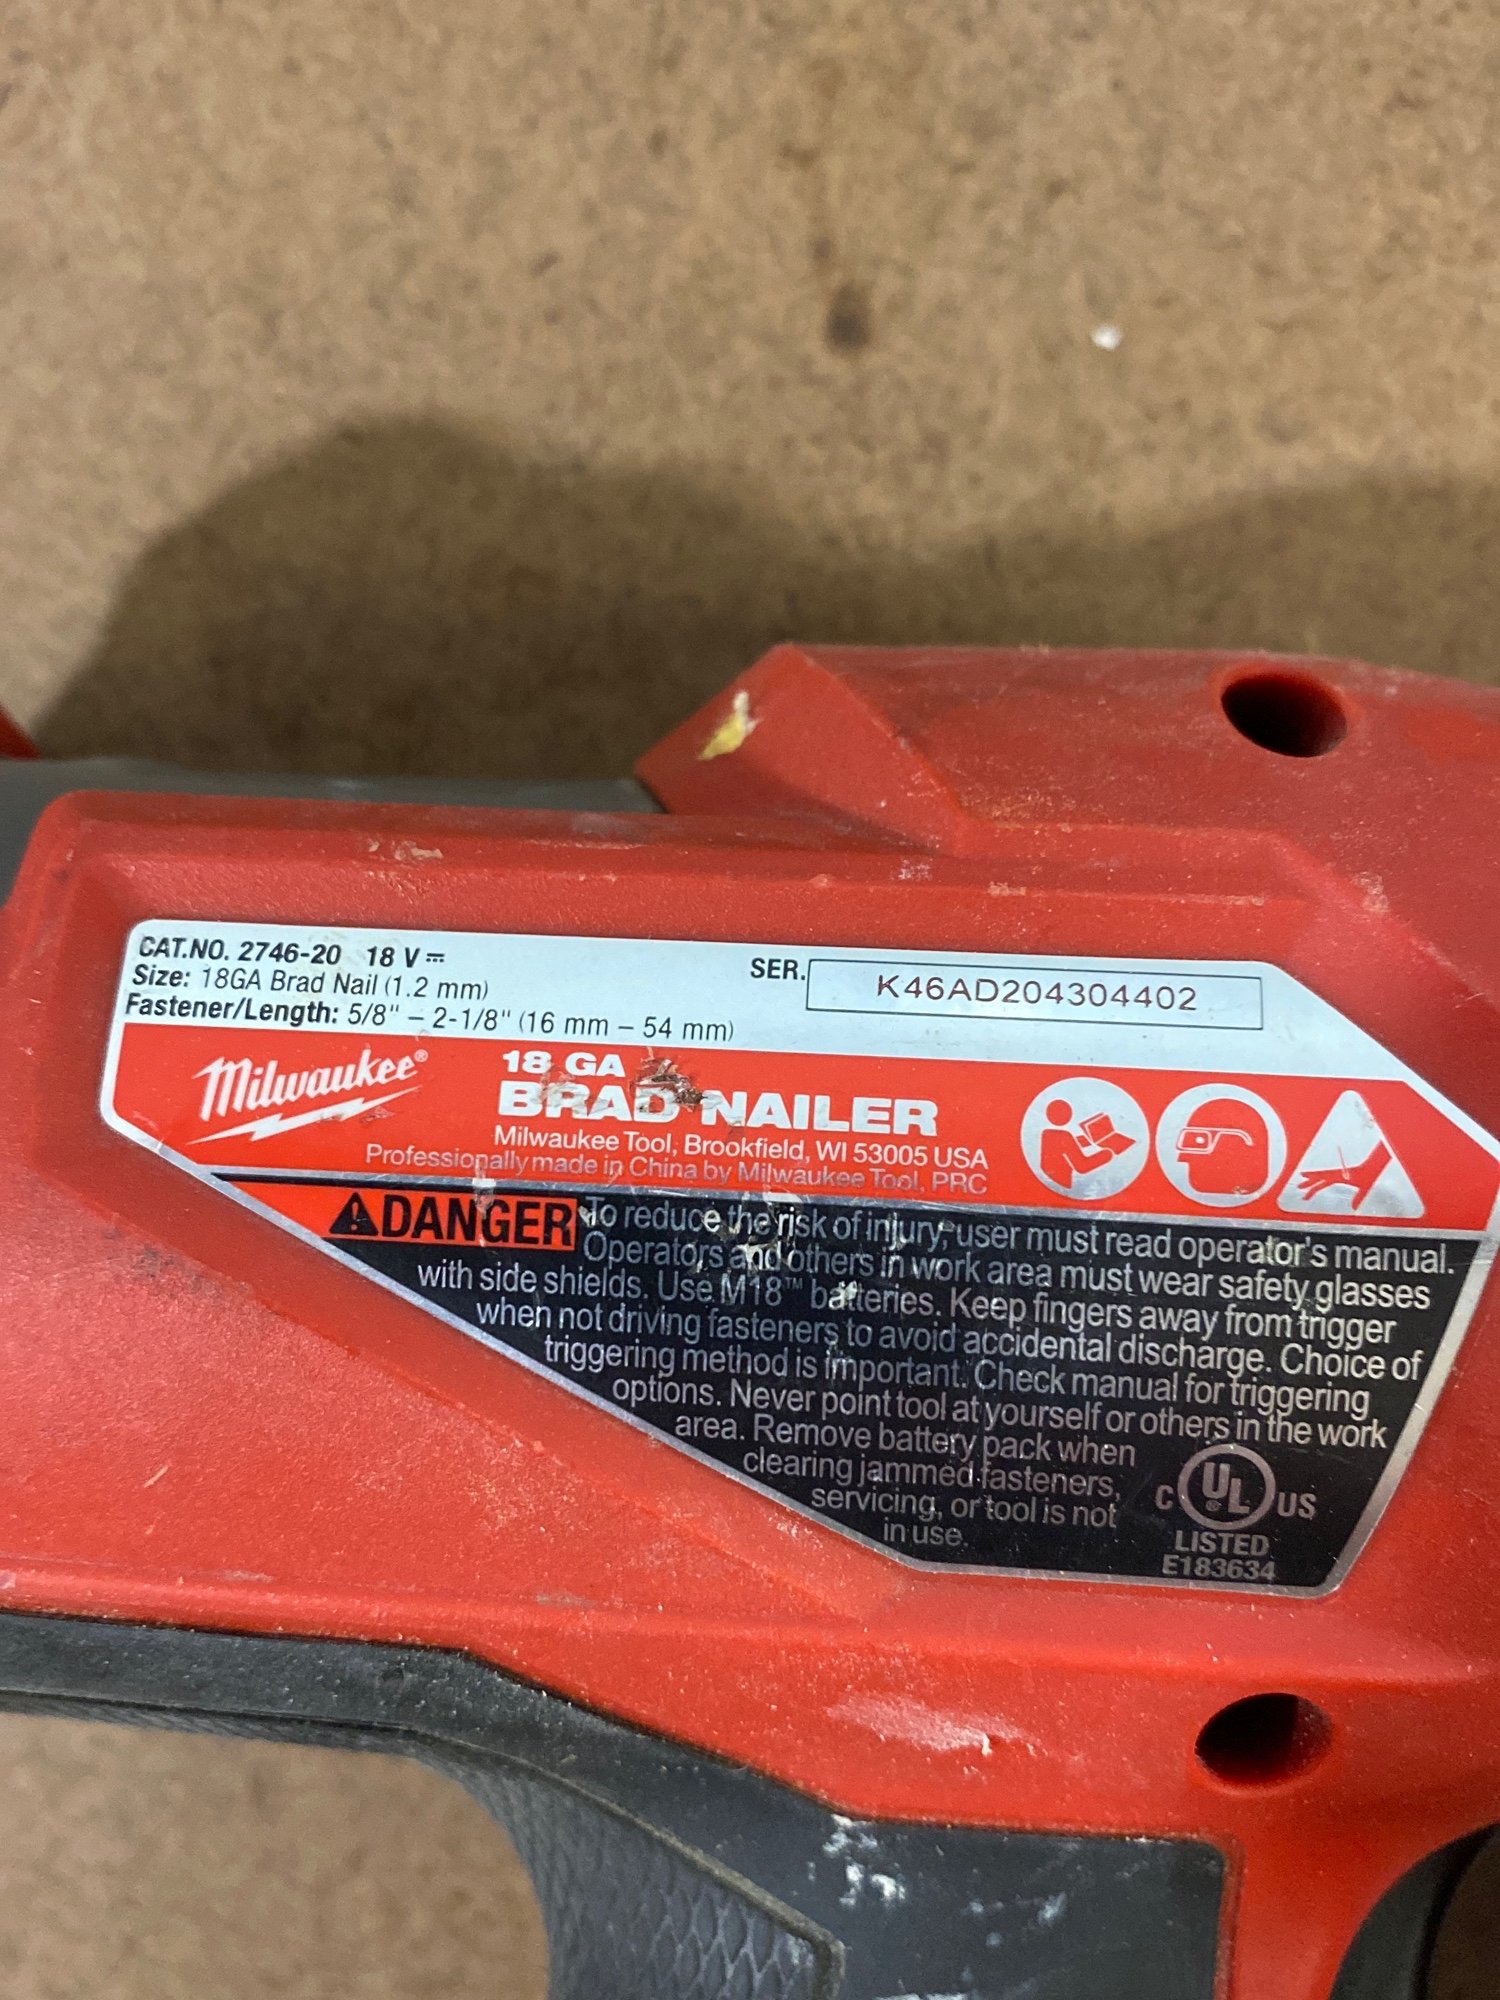 CAT.NO. 2746-20 18 V ⎓
Size: 18GA Brad Nail (1.2 mm)
Fastener/Length: 5/8" – 2-1/8" (16 mm – 54 mm)
SER. K46AD204304402
Milwaukee®
18 GA
BRAD NAILER
Milwaukee Tool, Brookfield, WI 53005 USA
Professionally made in China by Milwaukee Tool, PRC
DANGER To reduce the risk of injury, user must read operator's manual.
Operators and others in work area must wear safety glasses
with side shields. Use M18™ batteries. Keep fingers away from trigger
when not driving fasteners to avoid accidental discharge. Choice of
triggering method is important. Check manual for triggering
options. Never point tool at yourself or others in the work
area. Remove battery pack when
clearing jammed fasteners,
servicing, or tool is not
in use.
C UL US
LISTED
E183634